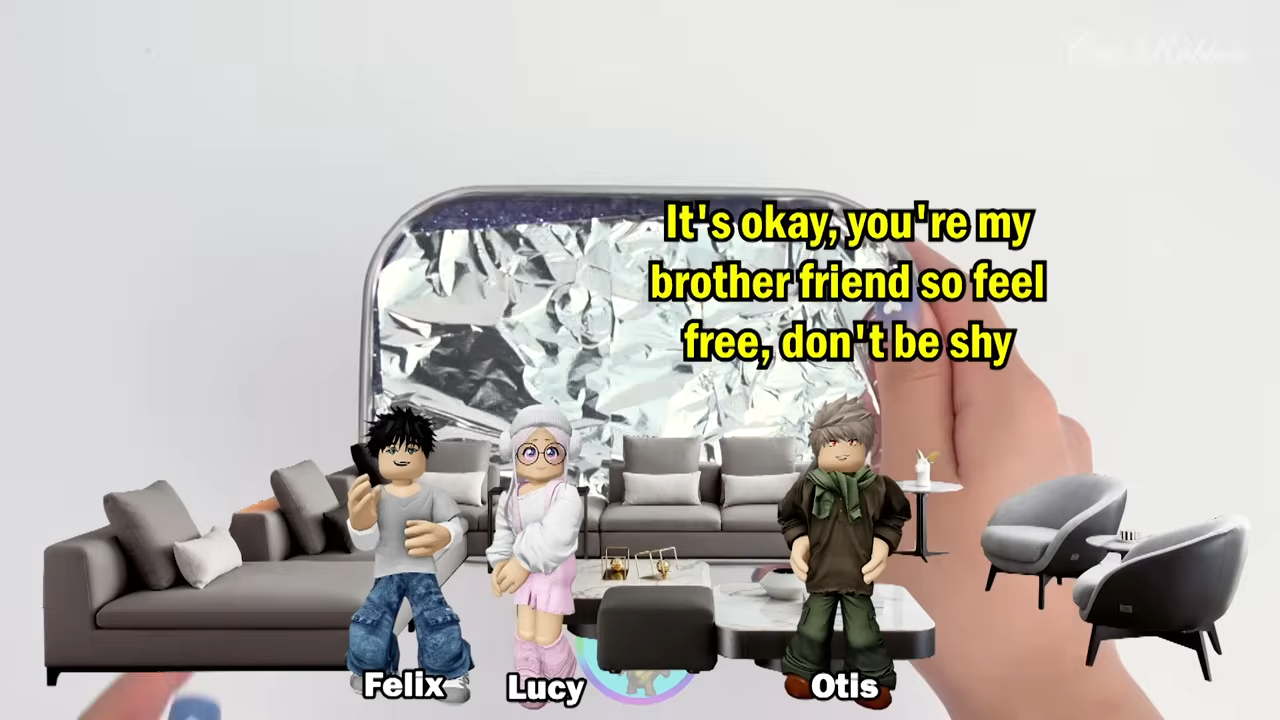 It's okay, you're my
brother friend so feel
free, don't be shy
Felix
Lucy
Otis